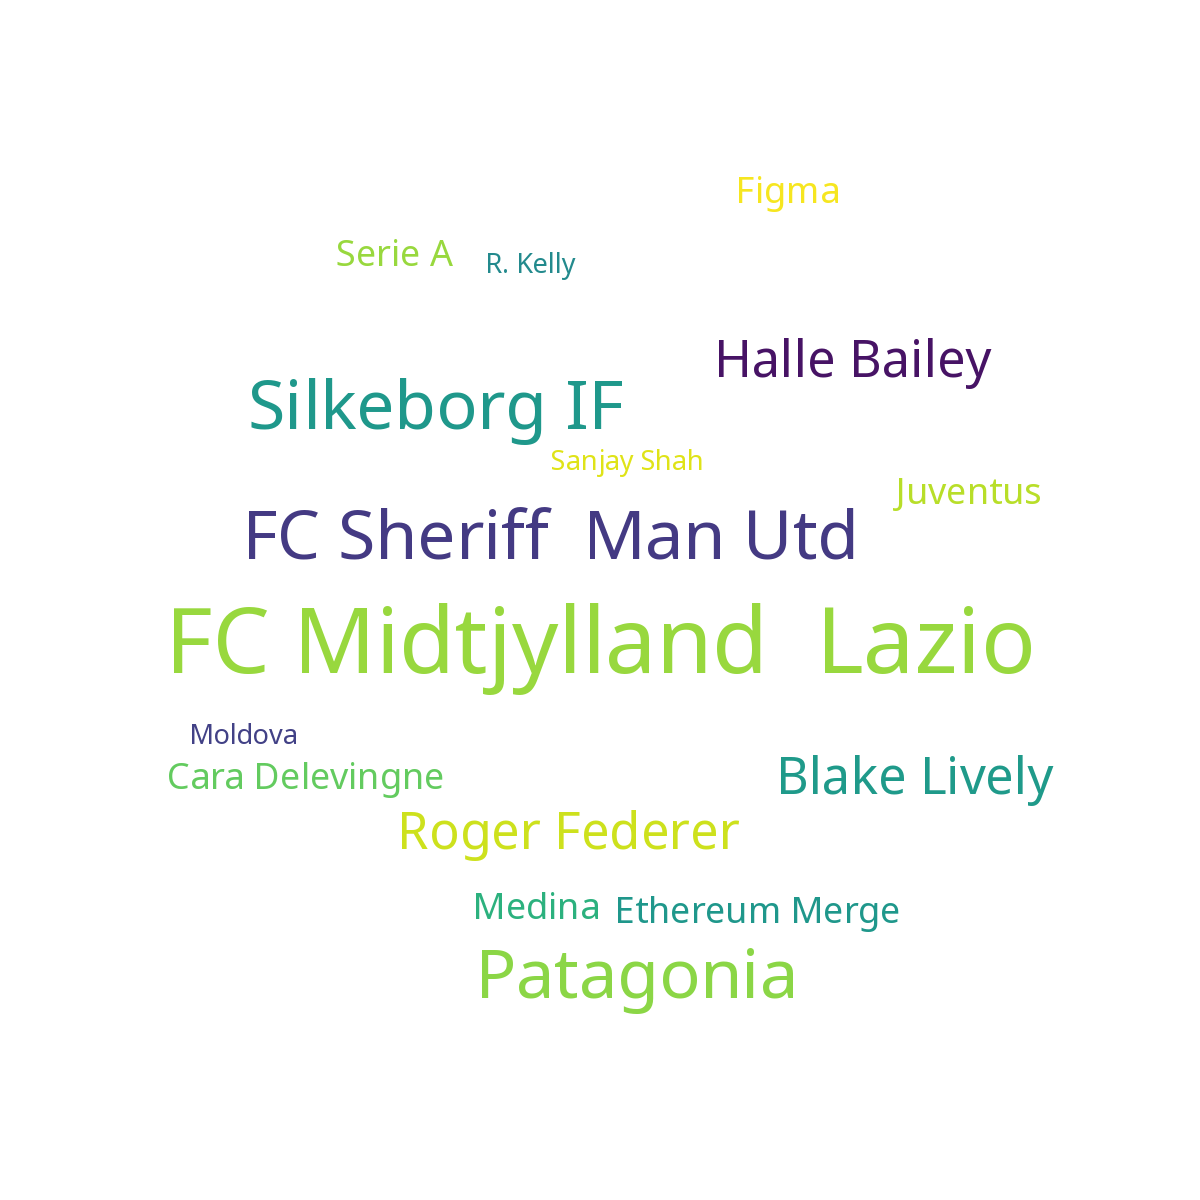 Figma
Serie A
R. Kelly
Halle Bailey
Silkeborg IF
Sanjay Shah
Juventus
FC Sheriff
Man Utd
FC Midtjylland
Lazio
Moldova
Cara Delevingne
Blake Lively
Roger Federer
Medina
Ethereum Merge
Patagonia